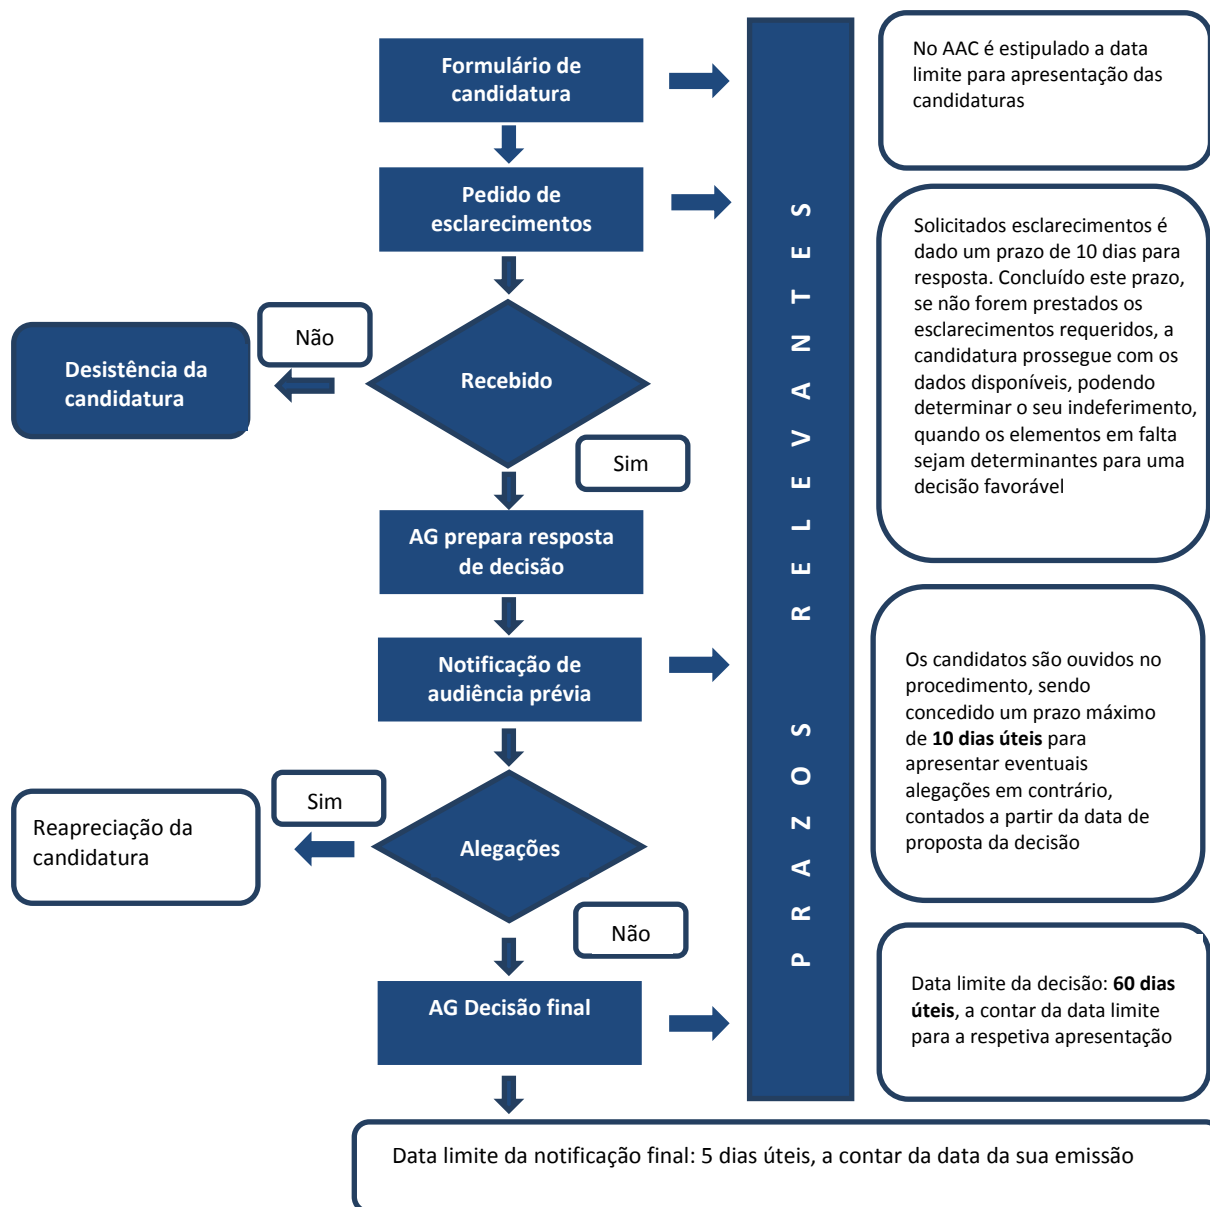 Formulário de
candidatura
No AAC é estipulado a data
limite para apresentação das
candidaturas
Pedido de
esclarecimentos
Solicitados esclarecimentos é
dado um prazo de 10 dias para
resposta. Concluído este prazo,
se não forem prestados os
esclarecimentos requeridos, a
candidatura prossegue com os
dados disponíveis, podendo
determinar o seu indeferimento,
quando os elementos em falta
sejam determinantes para uma
decisão favorável
Não
Desistência da
candidatura
Recebido
Sim
AG prepara resposta
de decisão
Notificação de
audiência prévia
Os candidatos são ouvidos no
procedimento, sendo
concedido um prazo máximo
de 10 dias úteis para
apresentar eventuais
alegações em contrário,
contados a partir da data de
proposta da decisão
Sim
Reapreciação da
candidatura
Alegações
Não
AG Decisão final
Data limite da decisão: 60 dias
úteis, a contar da data limite
para a respetiva apresentação
PRAZOS RELEVANTES
Data limite da notificação final: 5 dias úteis, a contar da data da sua emissão